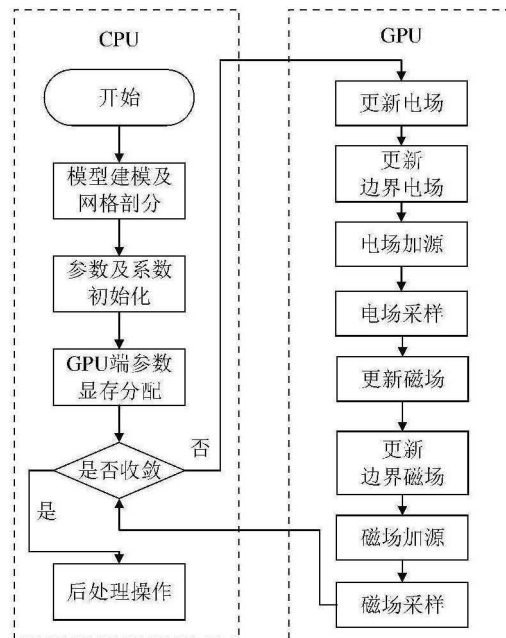 CPU
开始
模型建模及
网格剖分
参数及系数
初始化
GPU端参数
显存分配
是否收敛
否
是
后处理操作
GPU
更新电场
更新
边界电场
电场加源
电场采样
更新磁场
更新
边界磁场
磁场加源
磁场采样